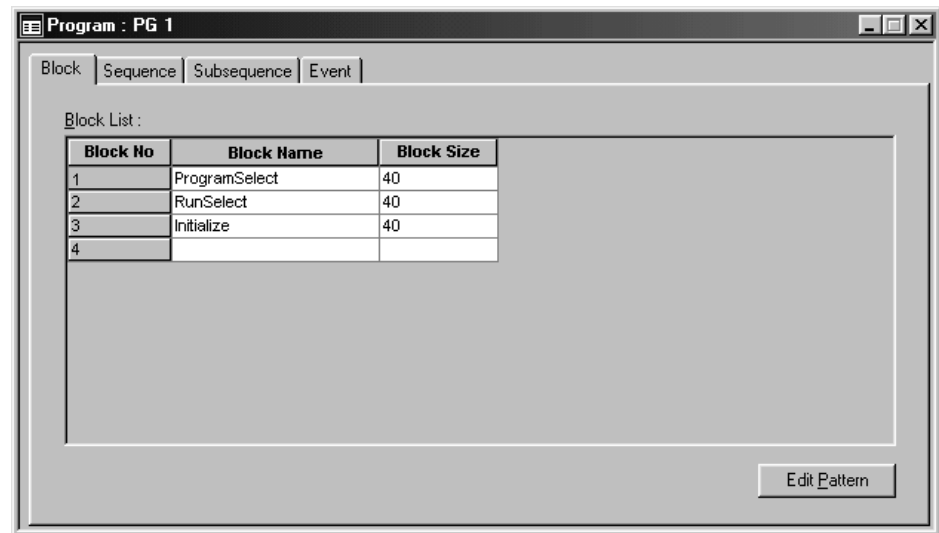 Program : PG 1
Block Sequence Subsequence Event
Block List :
Block No Block Name Block Size
1 ProgramSelect 40
2 RunSelect 40
3 Initialize 40
4
Edit Pattern